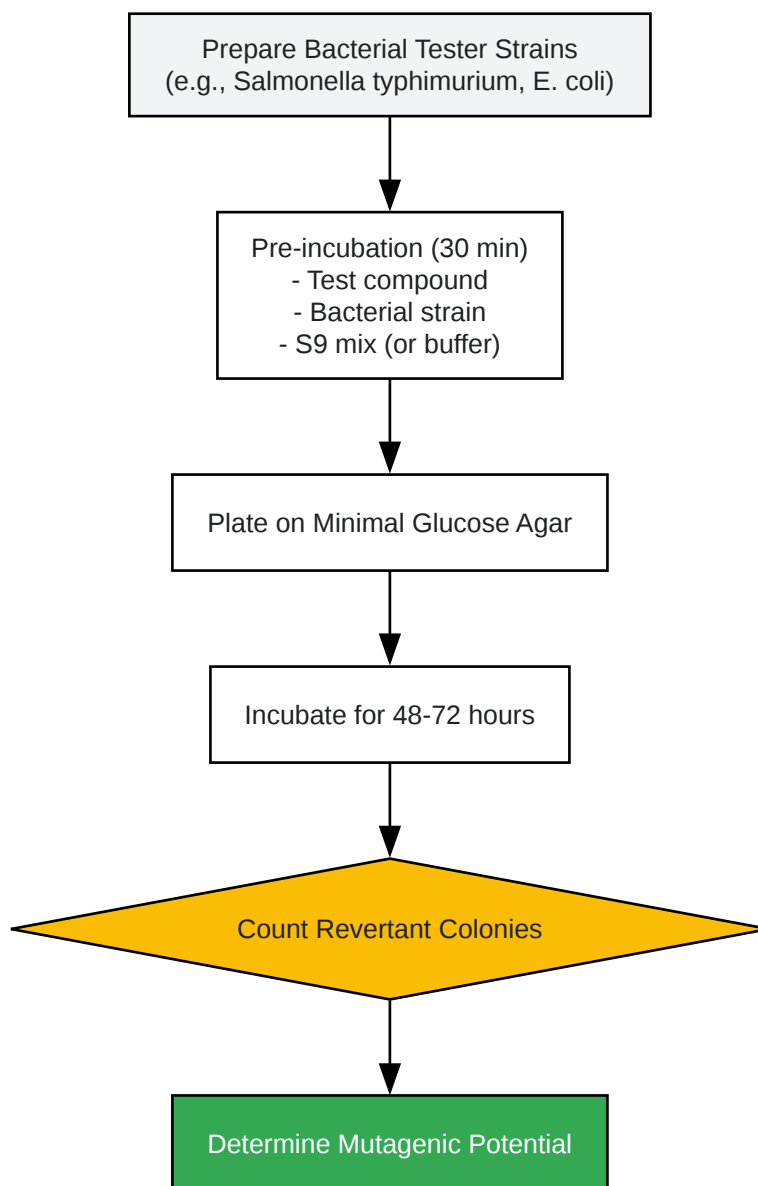 Prepare Bacterial Tester Strains
(e.g., Salmonella typhimurium, E. coli)
Pre-incubation (30 min)
- Test compound
- Bacterial strain
- S9 mix (or buffer)
Plate on Minimal Glucose Agar
Incubate for 48-72 hours
Count Revertant Colonies
Determine Mutagenic Potential